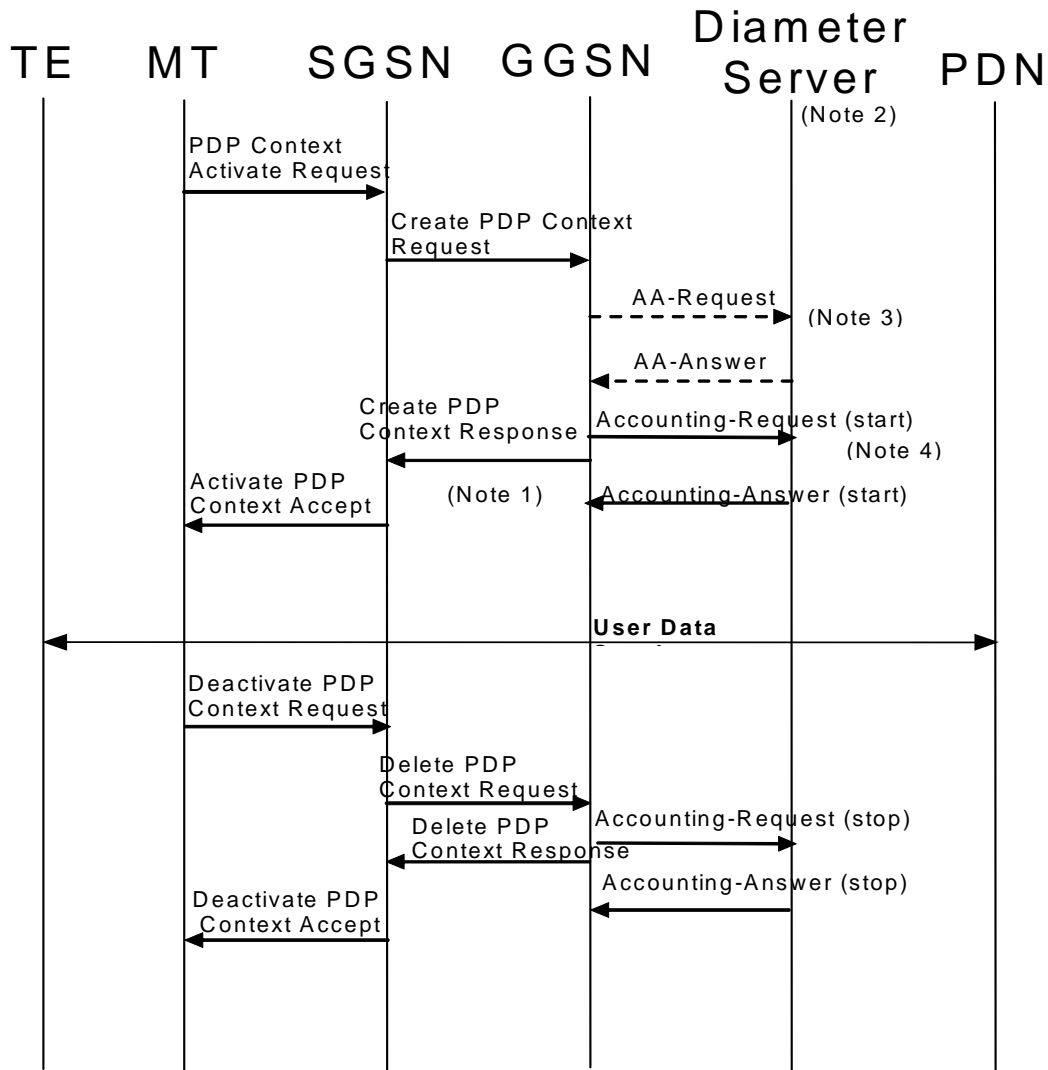 TE MT SGSN GGSN Diameter Server PDN
(Note 2)
PDP Context
Activate Request
Create PDP Context
Request
AA-Request
(Note 3)
AA-Answer
Create PDP
Context Response
Accounting-Request (start)
(Note 4)
Activate PDP
Context Accept
(Note 1)
Accounting-Answer (start)
User Data
Deactivate PDP
Context Request
Delete PDP
Context Request
Accounting-Request (stop)
Delete PDP
Context Response
Accounting-Answer (stop)
Deactivate PDP
Context Accept